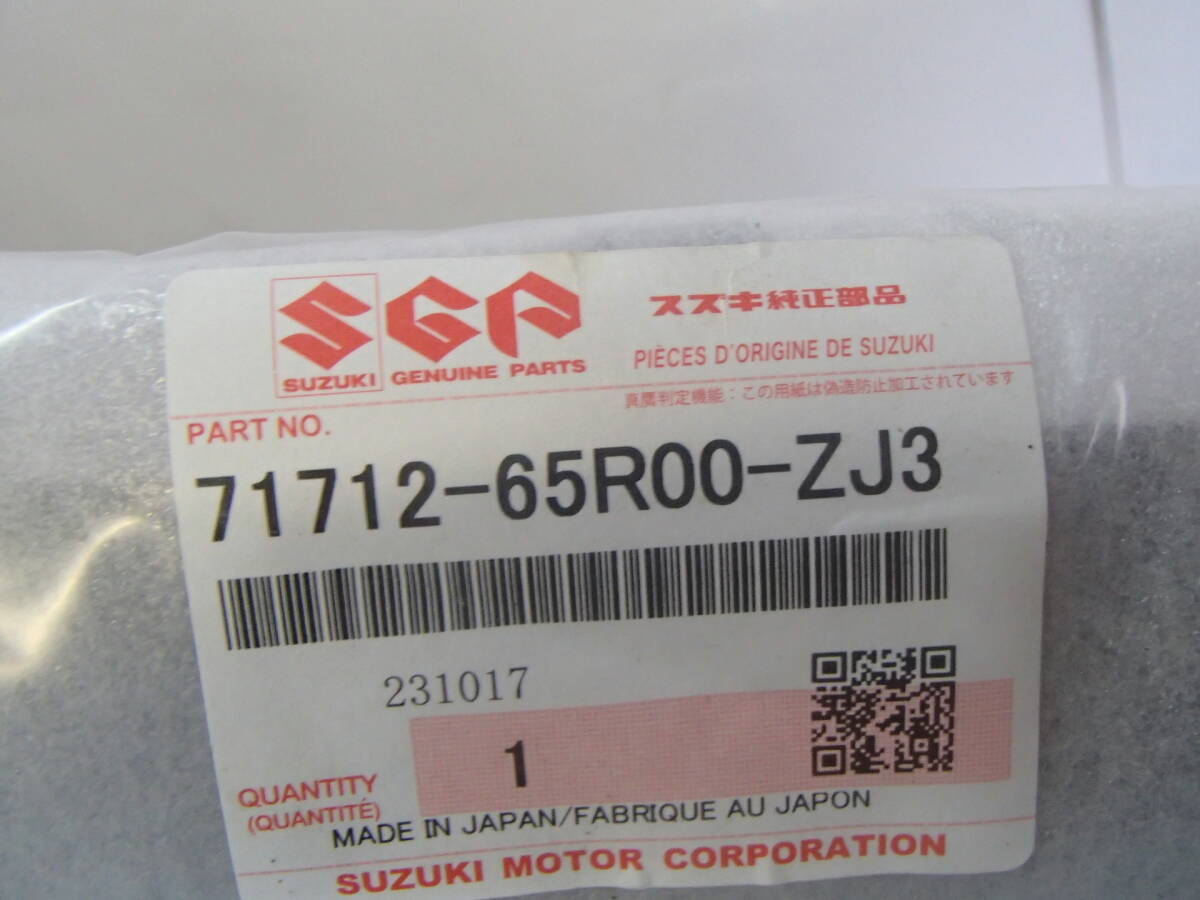 SUZUKI
SGP
GENUINE PARTS
スズキ純正部品
PIÈCES D'ORIGINE DE SUZUKI
真贋判定機能：この用紙は偽造防止加工されています
PART NO.
71712-65R00-ZJ3
231017
1
QUANTITY
(QUANTITÉ)
MADE IN JAPAN/FABRIQUE AU JAPON
SUZUKI MOTOR CORPORATION